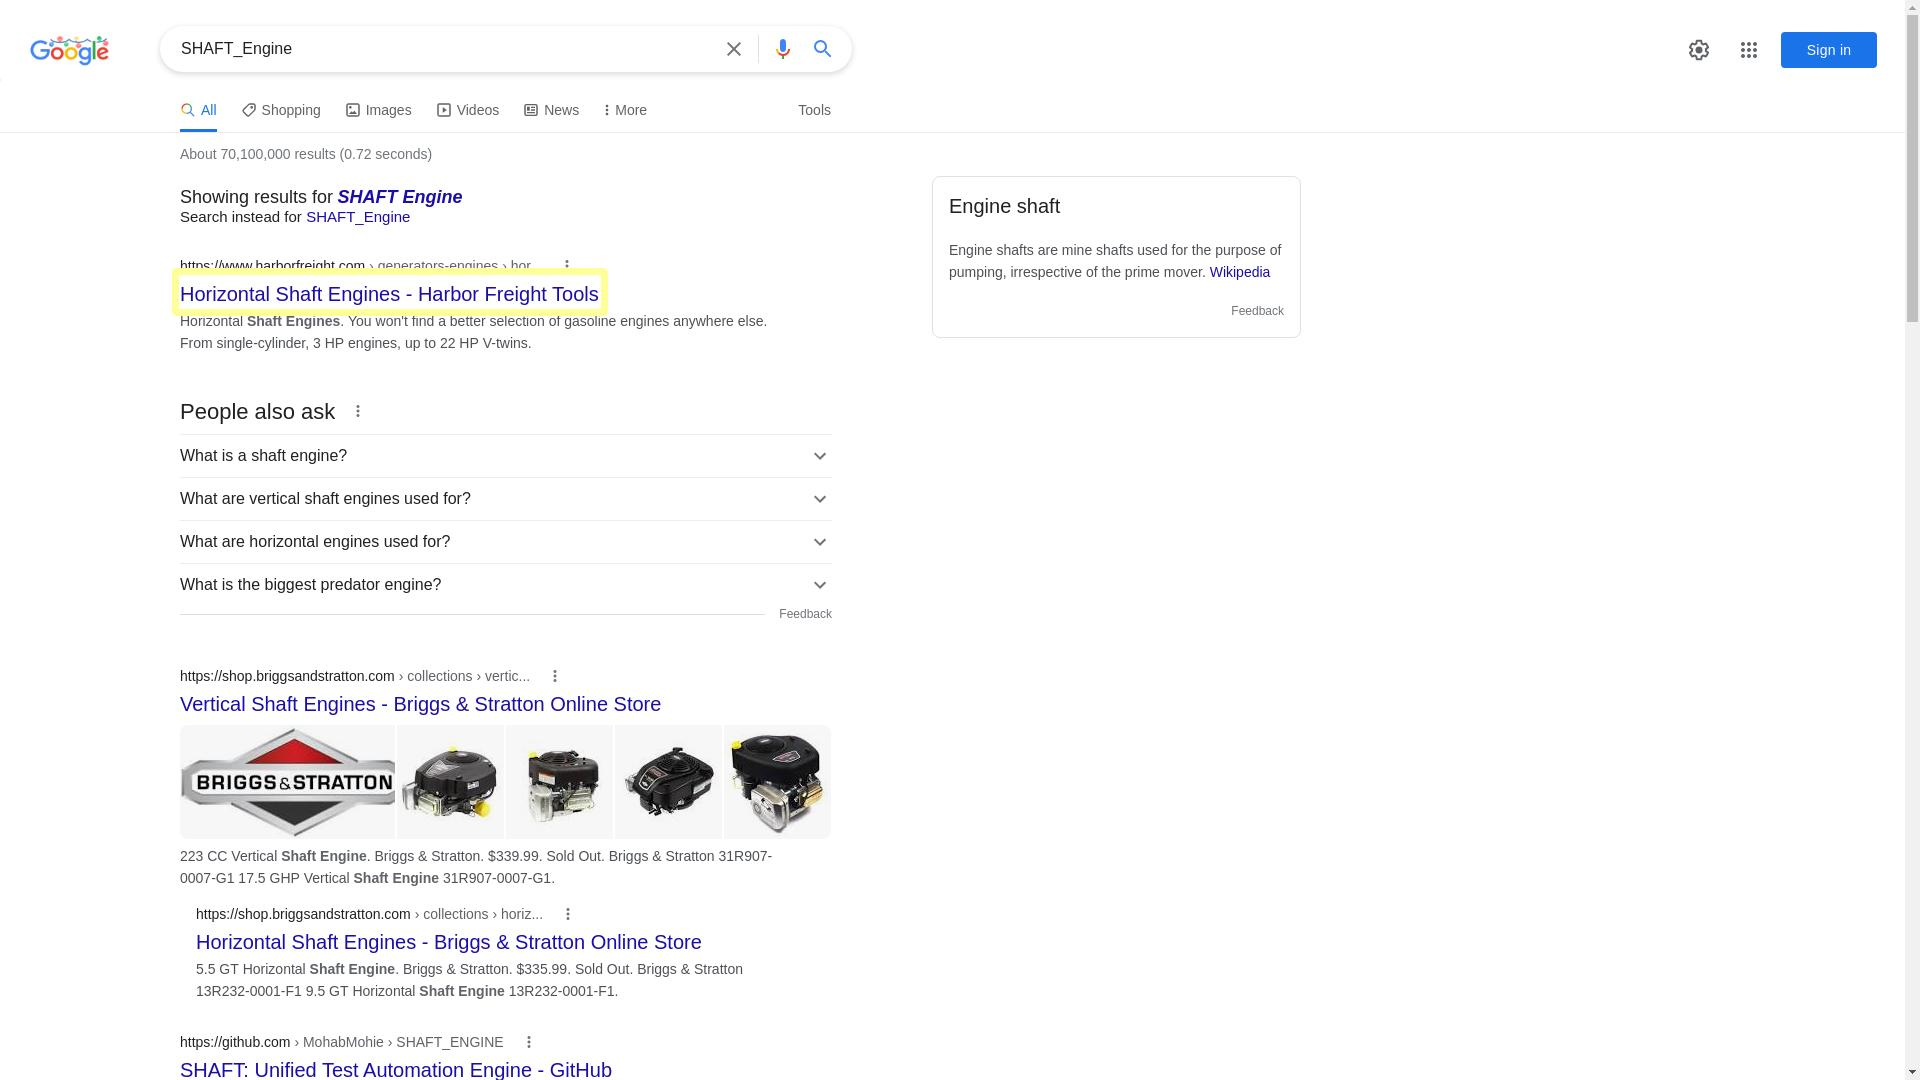 Google
SHAFT_Engine
Sign in
All
Shopping
Images
Videos
News
More
Tools
About 70,100,000 results (0.72 seconds)
Showing results for SHAFT Engine
Search instead for SHAFT_Engine
https://www.harborfreight.com › generators-engines › hor...
Horizontal Shaft Engines - Harbor Freight Tools
Horizontal Shaft Engines. You won't find a better selection of gasoline engines anywhere else.
From single-cylinder, 3 HP engines, up to 22 HP V-twins.
Engine shaft
Engine shafts are mine shafts used for the purpose of
pumping, irrespective of the prime mover. Wikipedia
Feedback
People also ask
What is a shaft engine?
What are vertical shaft engines used for?
What are horizontal engines used for?
What is the biggest predator engine?
Feedback
https://shop.briggsandstratton.com › collections › vertic...
Vertical Shaft Engines - Briggs & Stratton Online Store
BRIGGS&STRATTON
223 CC Vertical Shaft Engine. Briggs & Stratton. $339.99. Sold Out. Briggs & Stratton 31R907-
0007-G1 17.5 GHP Vertical Shaft Engine 31R907-0007-G1.
https://shop.briggsandstratton.com › collections › horiz...
Horizontal Shaft Engines - Briggs & Stratton Online Store
5.5 GT Horizontal Shaft Engine. Briggs & Stratton. $335.99. Sold Out. Briggs & Stratton
13R232-0001-F1 9.5 GT Horizontal Shaft Engine 13R232-0001-F1.
https://github.com › MohabMohie › SHAFT_ENGINE
SHAFT: Unified Test Automation Engine - GitHub